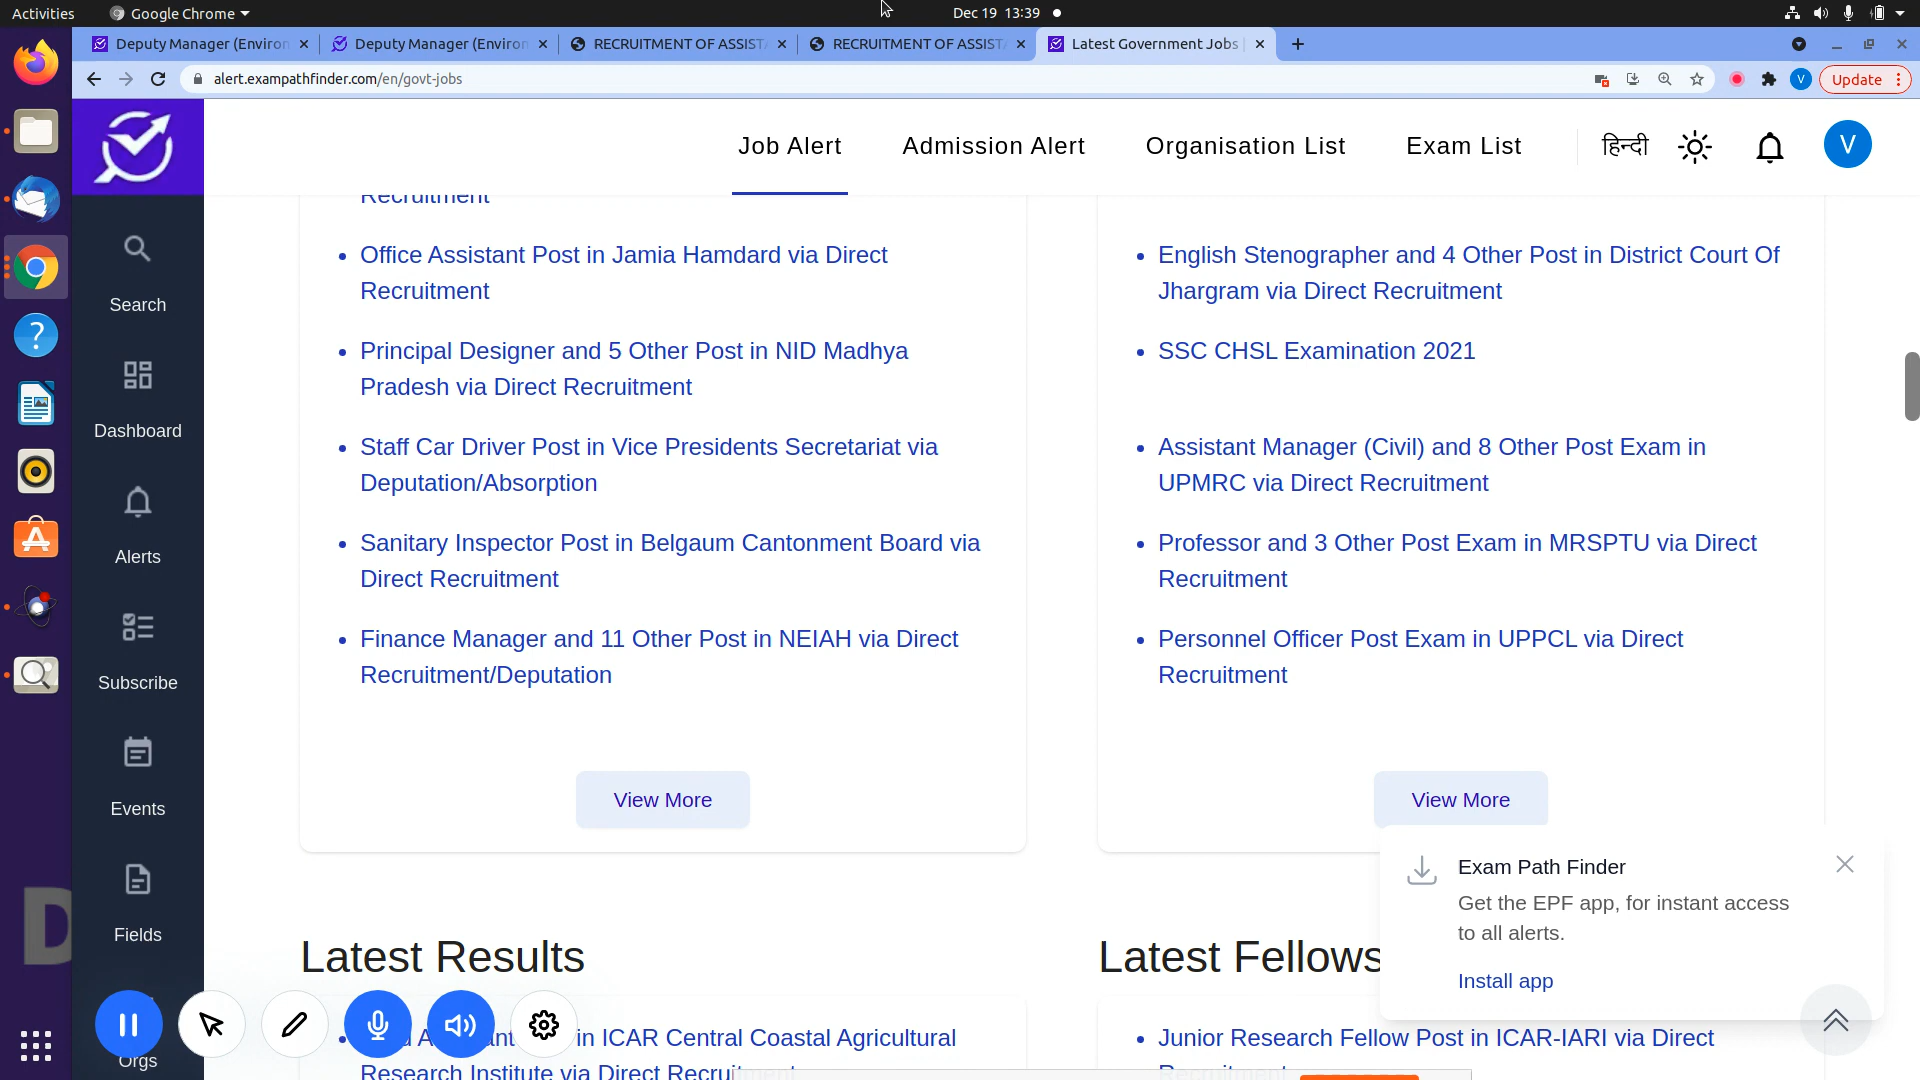 Activities
Google Chrome
Dec 19 13:39
Deputy Manager (Environ
Deputy Manager (Environ
RECRUITMENT OF ASSIST
RECRUITMENT OF ASSIST
Latest Government Jobs
alert.exampathfinder.com/en/govt-jobs
V
Update
Job Alert
Admission Alert
Organisation List
Exam List
हिन्दी
V
Search
Dashboard
Alerts
Subscribe
Events
Fields
Orgs
Recruitment
Office Assistant Post in Jamia Hamdard via Direct
Recruitment
Principal Designer and 5 Other Post in NID Madhya
Pradesh via Direct Recruitment
Staff Car Driver Post in Vice Presidents Secretariat via
Deputation/Absorption
Sanitary Inspector Post in Belgaum Cantonment Board via
Direct Recruitment
Finance Manager and 11 Other Post in NEIAH via Direct
Recruitment/Deputation
View More
English Stenographer and 4 Other Post in District Court Of
Jhargram via Direct Recruitment
SSC CHSL Examination 2021
Assistant Manager (Civil) and 8 Other Post Exam in
UPMRC via Direct Recruitment
Professor and 3 Other Post Exam in MRSPTU via Direct
Recruitment
Personnel Officer Post Exam in UPPCL via Direct
Recruitment
View More
Exam Path Finder
Get the EPF app, for instant access
to all alerts.
Install app
Latest Results
in ICAR Central Coastal Agricultural
Research Institute via Direct Recruitment
Latest Fellows
Junior Research Fellow Post in ICAR-IARI via Direct
Recruitment
D